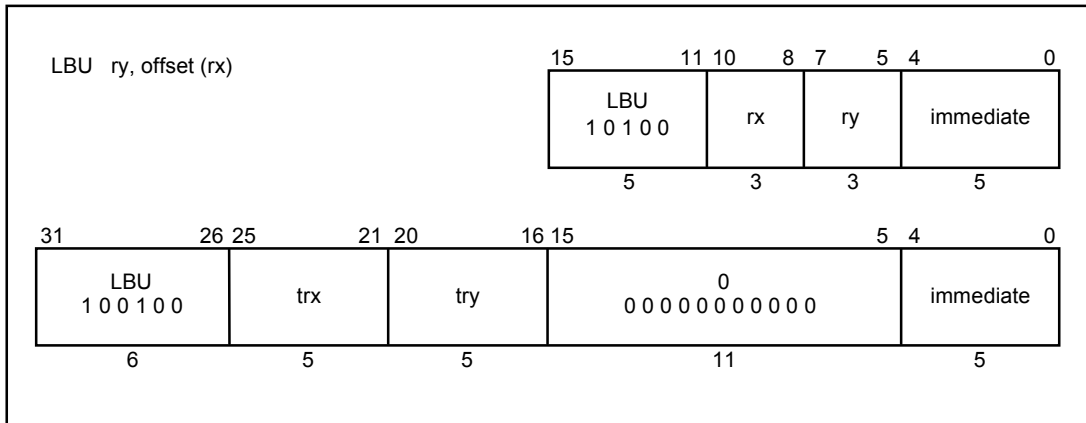 LBU ry, offset (rx)
15 11 10 8 7 5 4 0
LBU rx ry immediate
1 0 1 0 0
5 3 3 5
31 26 25 21 20 16 15 5 4 0
LBU trx try 0 immediate
1 0 0 1 0 0 0 0 0 0 0 0 0 0 0 0 0
6 5 5 11 5